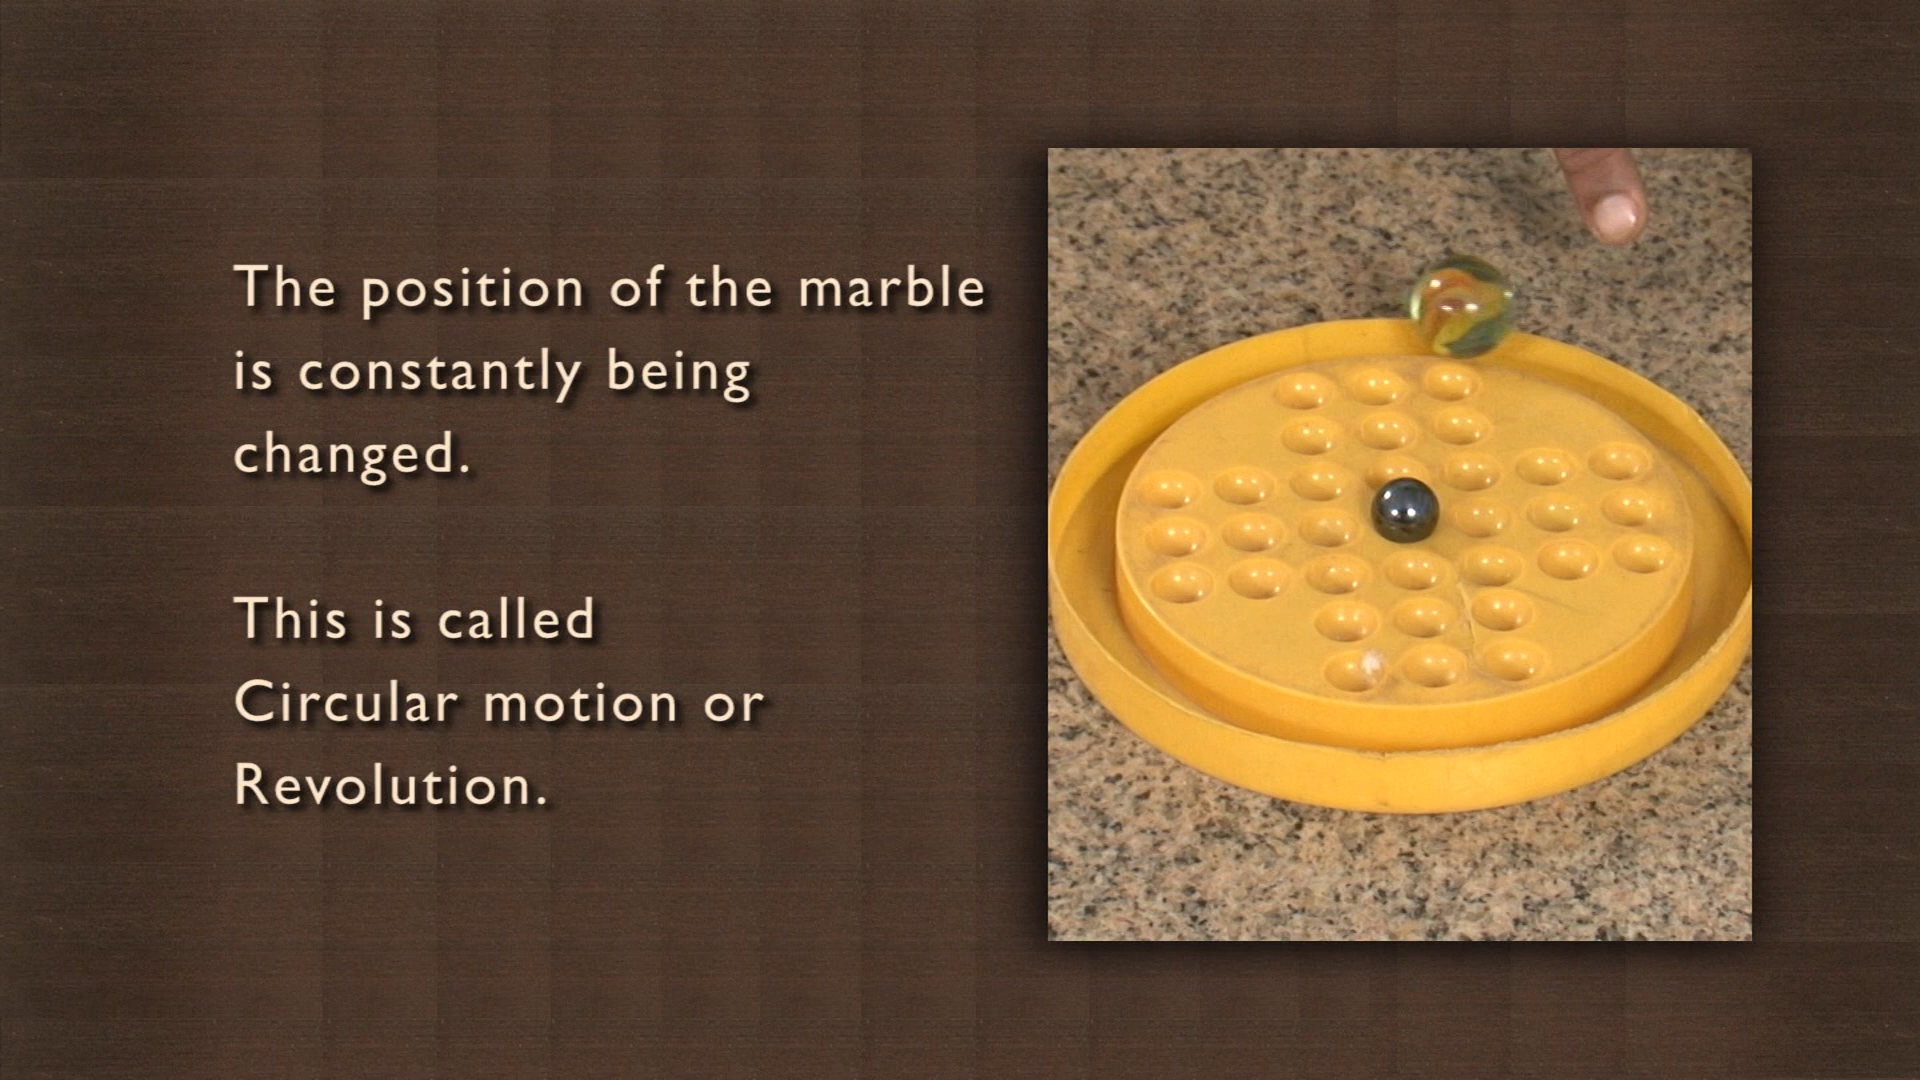 The position of the marble
is constantly being
changed.
This is called
Circular motion or
Revolution.